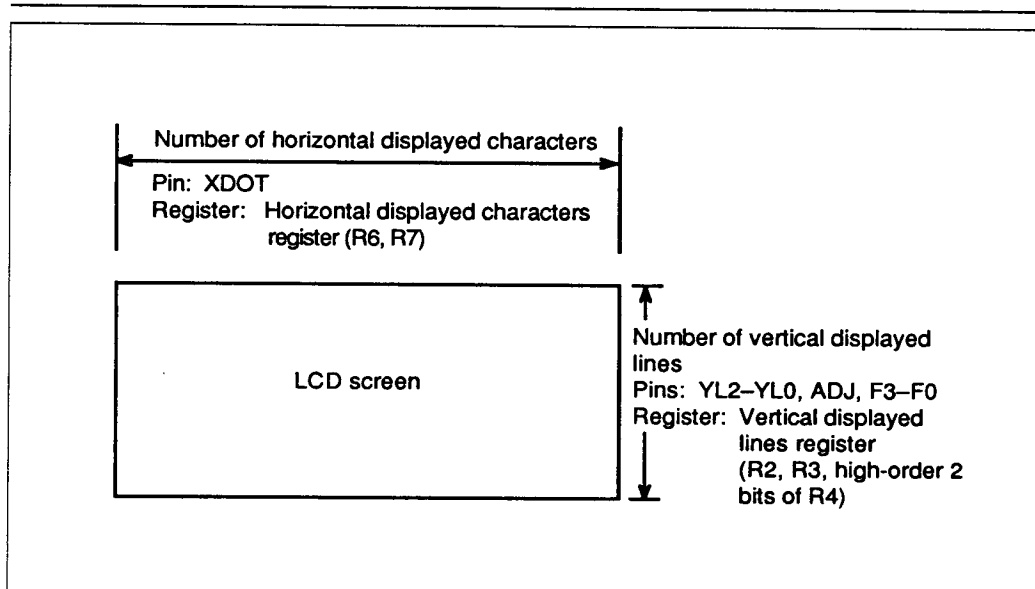 Number of horizontal displayed characters
Pin: XDOT
Register: Horizontal displayed characters
register (R6, R7)
LCD screen
Number of vertical displayed
lines
Pins: YL2–YL0, ADJ, F3–F0
Register: Vertical displayed
lines register
(R2, R3, high-order 2
bits of R4)